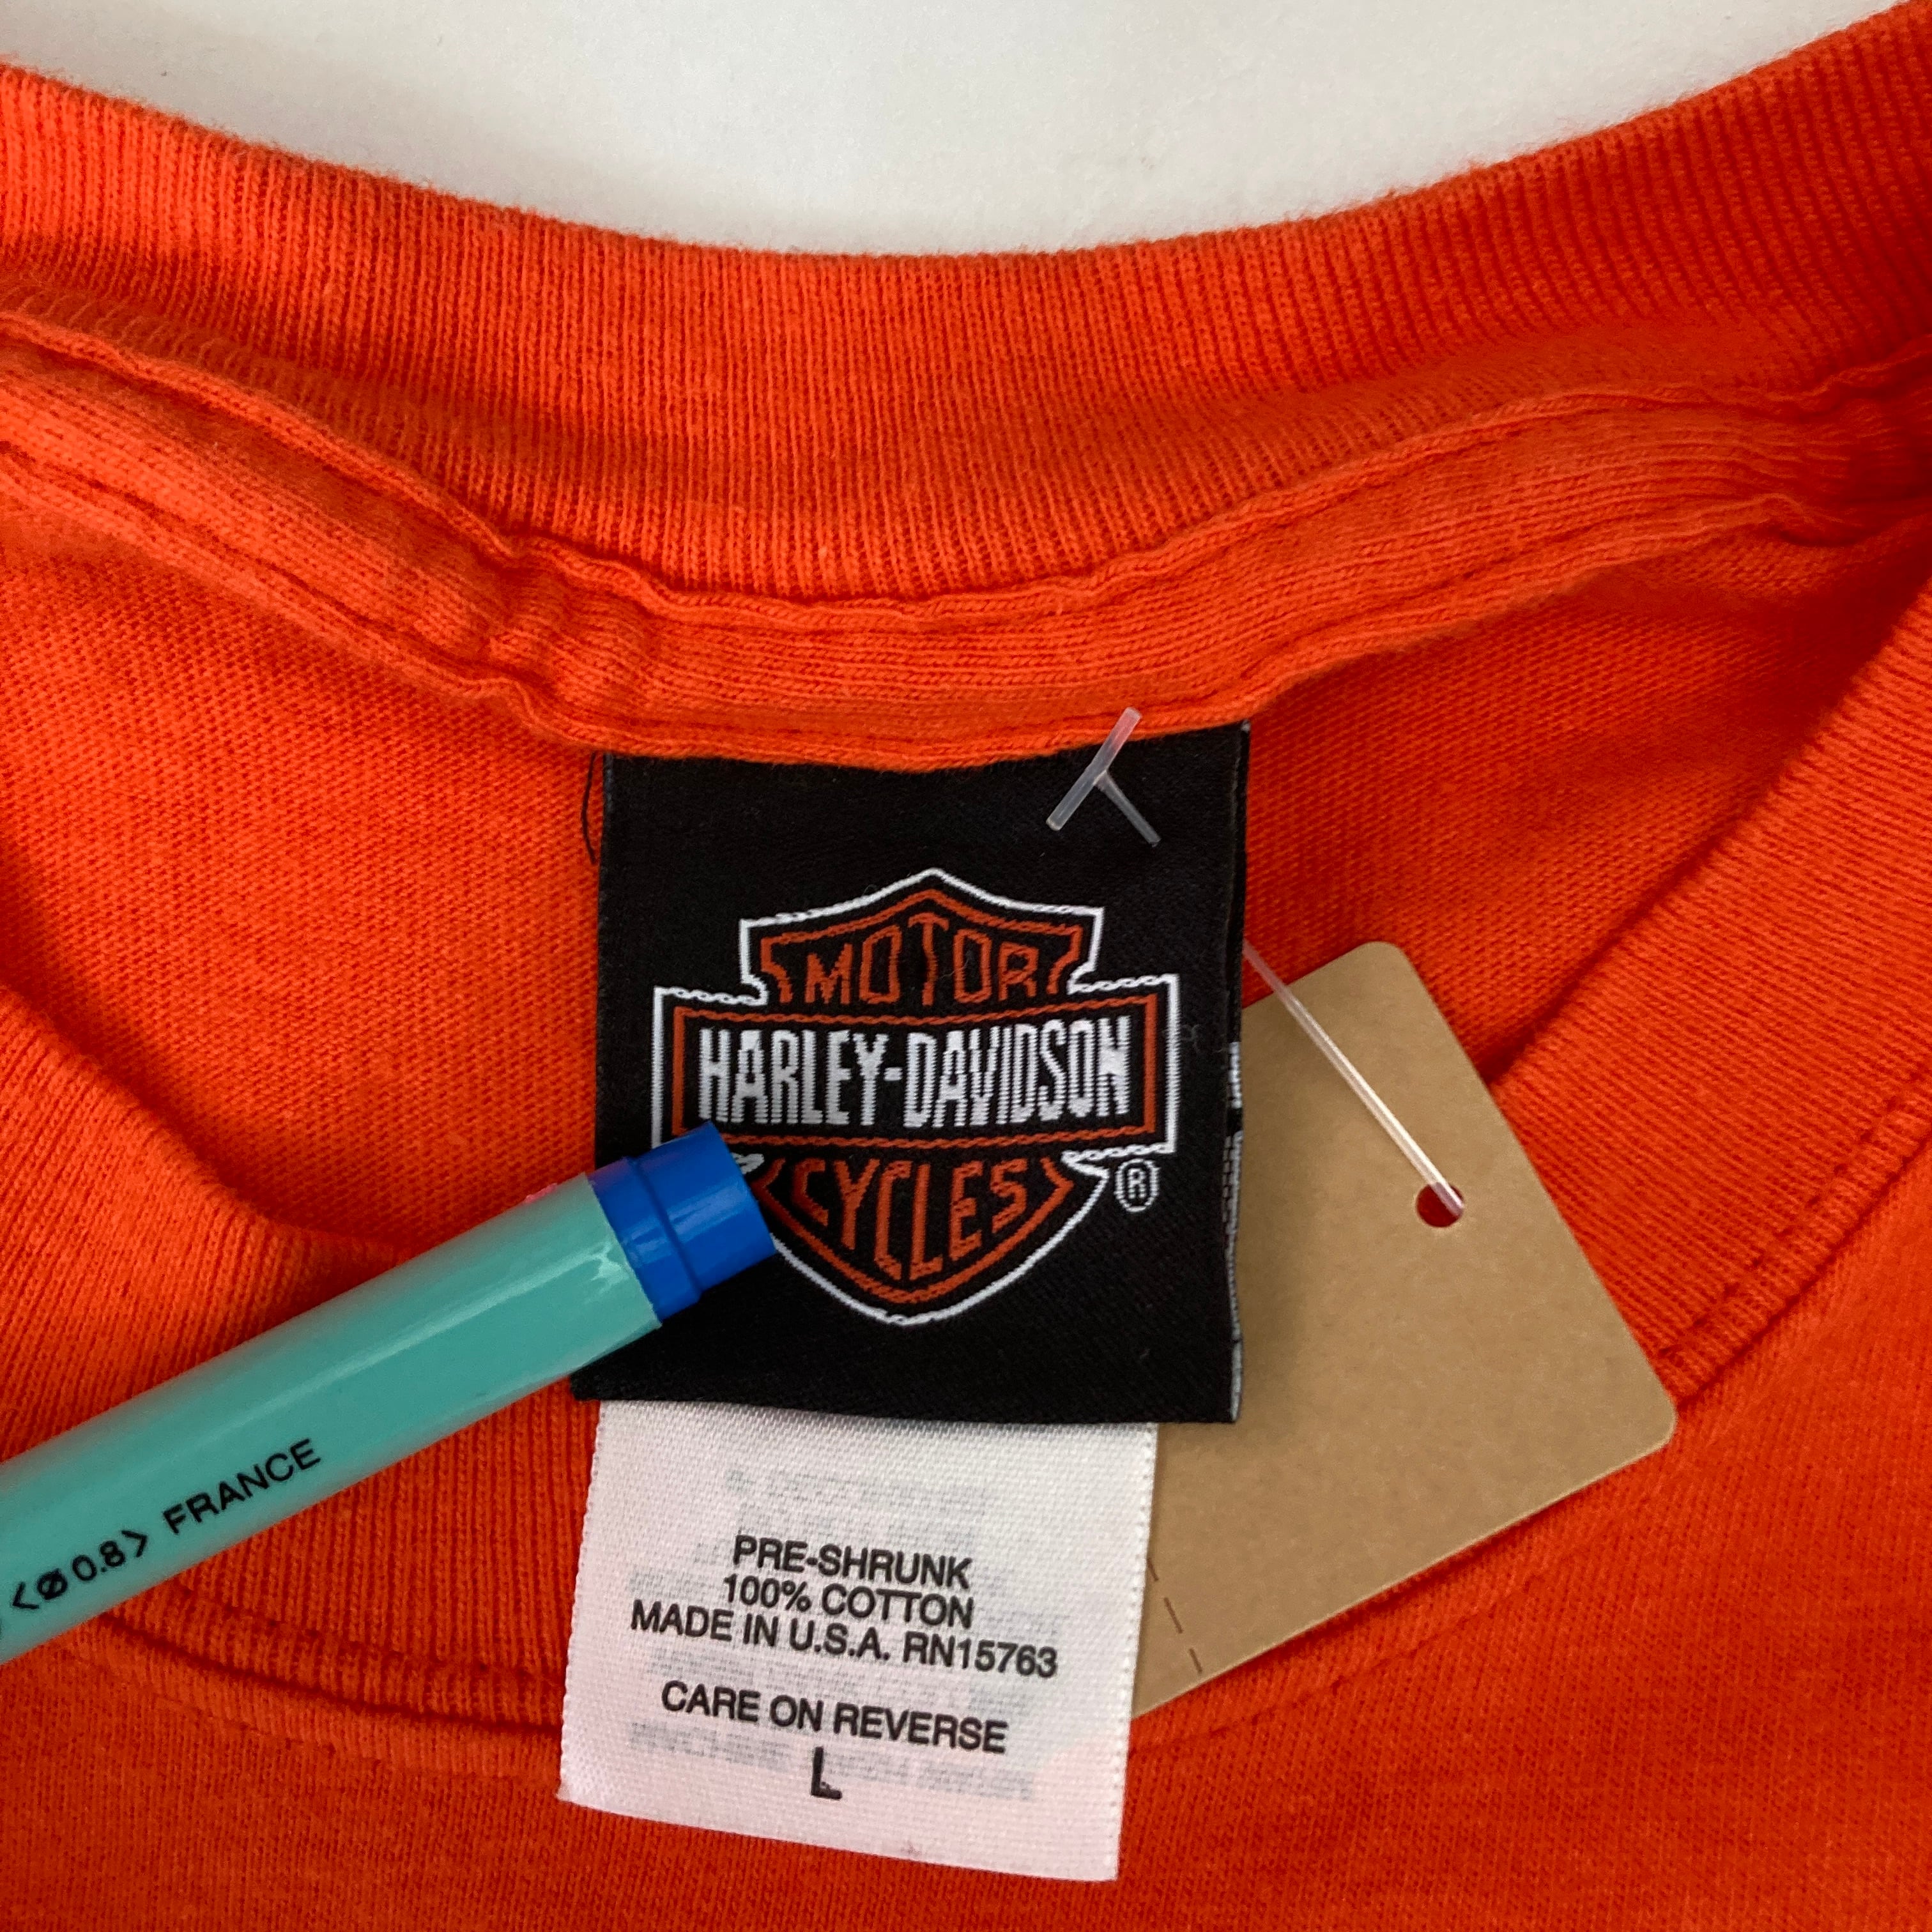 MOTOR
HARLEY-DAVIDSON
CYCLES ®
<Ø 0.8> FRANCE
PRE-SHRUNK
100% COTTON
MADE IN U.S.A. RN15763
CARE ON REVERSE
L